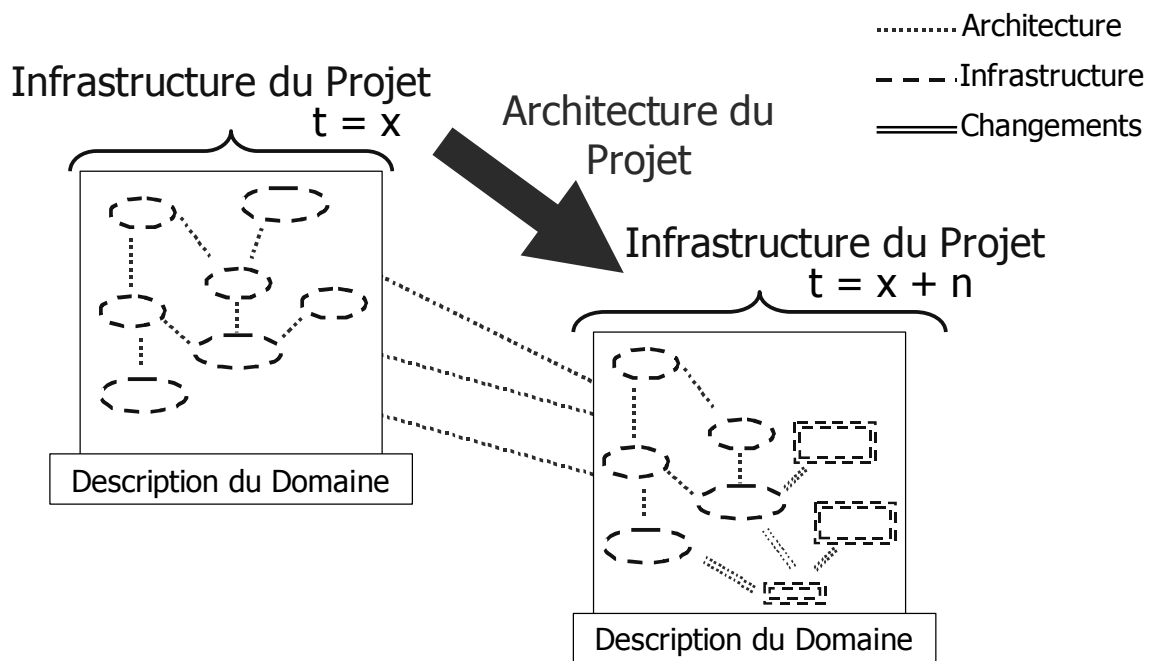 Architecture
Infrastructure
Changements
Infrastructure du Projet
t = x
Architecture du
Projet
Infrastructure du Projet
t = x + n
Description du Domaine
Description du Domaine